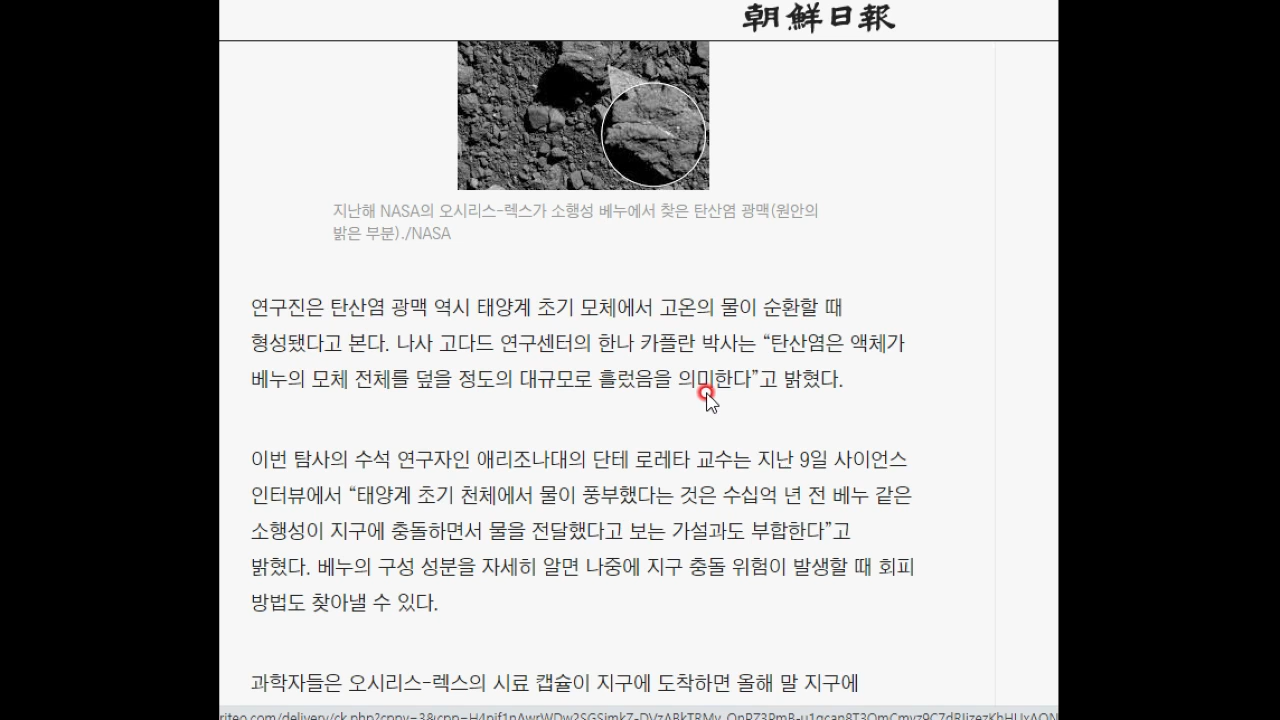 朝鮮日報
지난해 NASA의 오시리스-렉스가 소행성 베누에서 찾은 탄산염 광맥(원안의
밝은 부분)./NASA
연구진은 탄산염 광맥 역시 태양계 초기 모체에서 고온의 물이 순환할 때
형성됐다고 본다. 나사 고다드 연구센터의 한나 카플란 박사는 “탄산염은 액체가
베누의 모체 전체를 덮을 정도의 대규모로 흘렀음을 의미한다”고 밝혔다.
이번 탐사의 수석 연구자인 애리조나대의 단테 로레타 교수는 지난 9일 사이언스
인터뷰에서 “태양계 초기 천체에서 물이 풍부했다는 것은 수십억 년 전 베누 같은
소행성이 지구에 충돌하면서 물을 전달했다고 보는 가설과도 부합한다”고
밝혔다. 베누의 구성 성분을 자세히 알면 나중에 지구 충돌 위험이 발생할 때 회피
방법도 찾아낼 수 있다.
과학자들은 오시리스-렉스의 시료 캡슐이 지구에 도착하면 올해 말 지구에